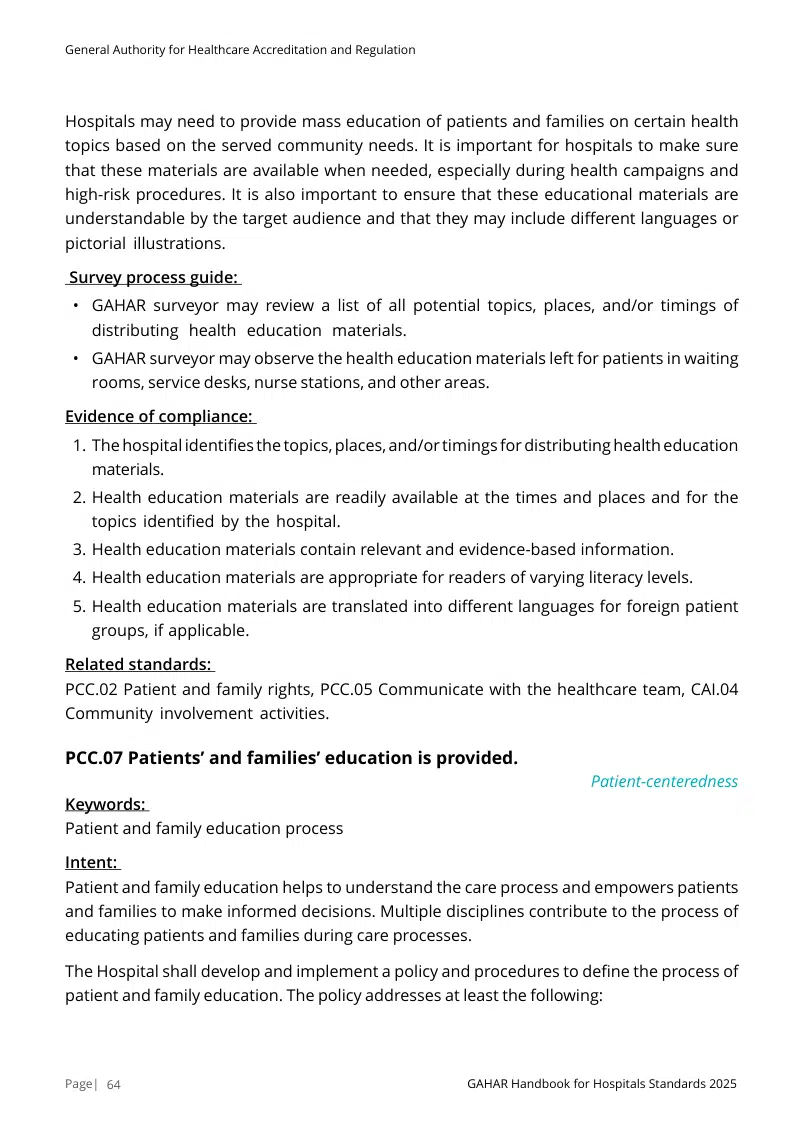 General Authority for Healthcare Accreditation and Regulation
Hospitals may need to provide mass education of patients and families on certain health
topics based on the served community needs. It is important for hospitals to make sure
that these materials are available when needed, especially during health campaigns and
high-risk procedures. It is also important to ensure that these educational materials are
understandable by the target audience and that they may include different languages or
pictorial illustrations.
Survey process guide:
• GAHAR surveyor may review a list of all potential topics, places, and/or timings of
distributing health education materials.
• GAHAR surveyor may observe the health education materials left for patients in waiting
rooms, service desks, nurse stations, and other areas.
Evidence of compliance:
1. The hospital identifies the topics, places, and/or timings for distributing health education
materials.
2. Health education materials are readily available at the times and places and for the
topics identified by the hospital.
3. Health education materials contain relevant and evidence-based information.
4. Health education materials are appropriate for readers of varying literacy levels.
5. Health education materials are translated into different languages for foreign patient
groups, if applicable.
Related standards:
PCC.02 Patient and family rights, PCC.05 Communicate with the healthcare team, CAI.04
Community involvement activities.
PCC.07 Patients’ and families’ education is provided.
Patient-centeredness
Keywords:
Patient and family education process
Intent:
Patient and family education helps to understand the care process and empowers patients
and families to make informed decisions. Multiple disciplines contribute to the process of
educating patients and families during care processes.
The Hospital shall develop and implement a policy and procedures to define the process of
patient and family education. The policy addresses at least the following:
Page| 64
GAHAR Handbook for Hospitals Standards 2025